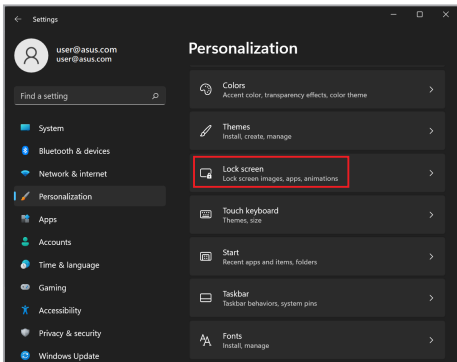 Settings
user@asus.com
user@asus.com
Find a setting
System
Bluetooth & devices
Network & internet
Personalization
Apps
Accounts
Time & language
Gaming
Accessibility
Privacy & security
Windows Update
Personalization
Colors
Accent color, transparency effects, color theme
Themes
Install, create, manage
Lock screen
Lock screen images, apps, animations
Touch keyboard
Themes, size
Start
Recent apps and items, folders
Taskbar
Taskbar behaviors, system pins
Fonts
Install, manage